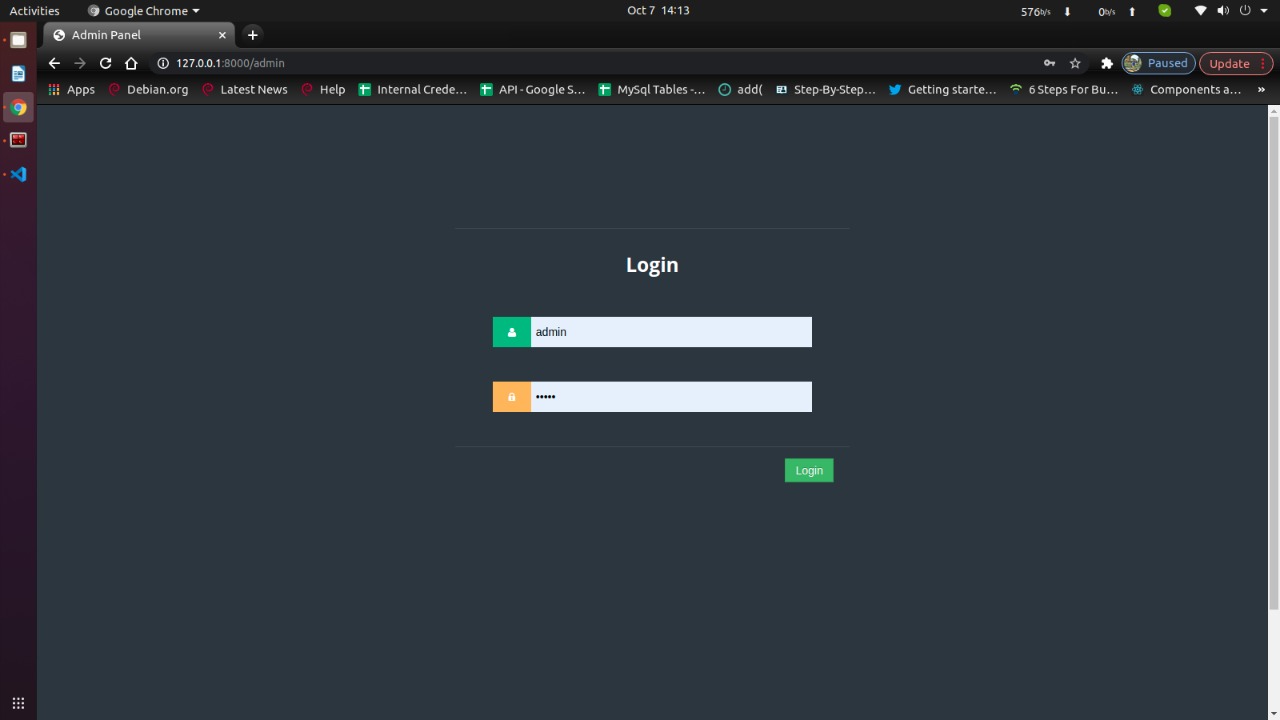 Activities Google Chrome Oct 7 14:13 576b/s 0b/s
Admin Panel
127.0.0.1:8000/admin Paused Update
Apps Debian.org Latest News Help Internal Crede… API - Google S… MySql Tables -… add( Step-By-Step… Getting starte… 6 Steps For Bu… Components a… »
Login
admin
•••••
Login